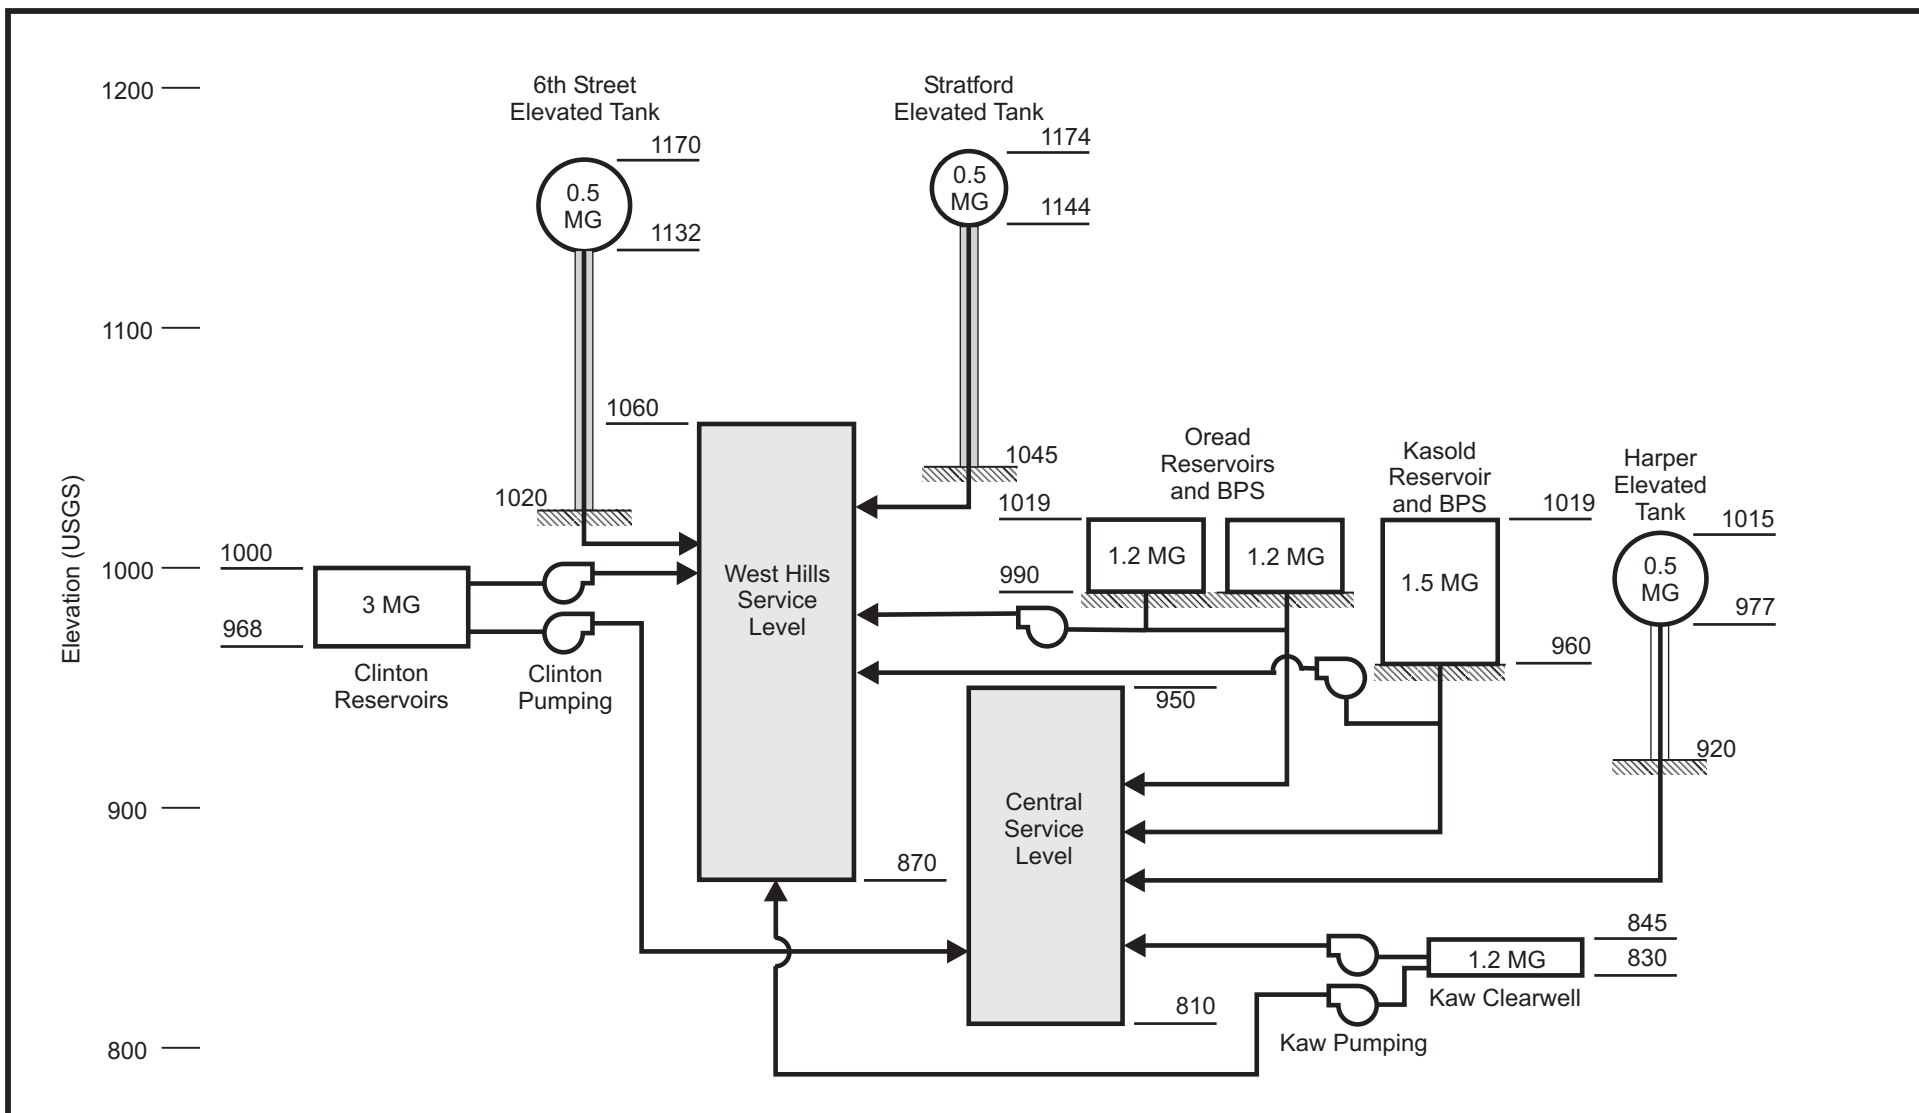 1200
1100
1000
900
800
Elevation (USGS)
6th Street
Elevated Tank
1170
0.5
MG
1132
1020
Stratford
Elevated Tank
1174
0.5
MG
1144
1045
1060
West Hills
Service
Level
870
1000
968
3 MG
Clinton
Reservoirs
Clinton
Pumping
Oread
Reservoirs
and BPS
1019
990
1.2 MG
1.2 MG
Kasold
Reservoir
and BPS
1019
1.5 MG
960
Harper
Elevated
Tank
1015
0.5
MG
977
920
950
Central
Service
Level
810
845
830
1.2 MG
Kaw Clearwell
Kaw Pumping